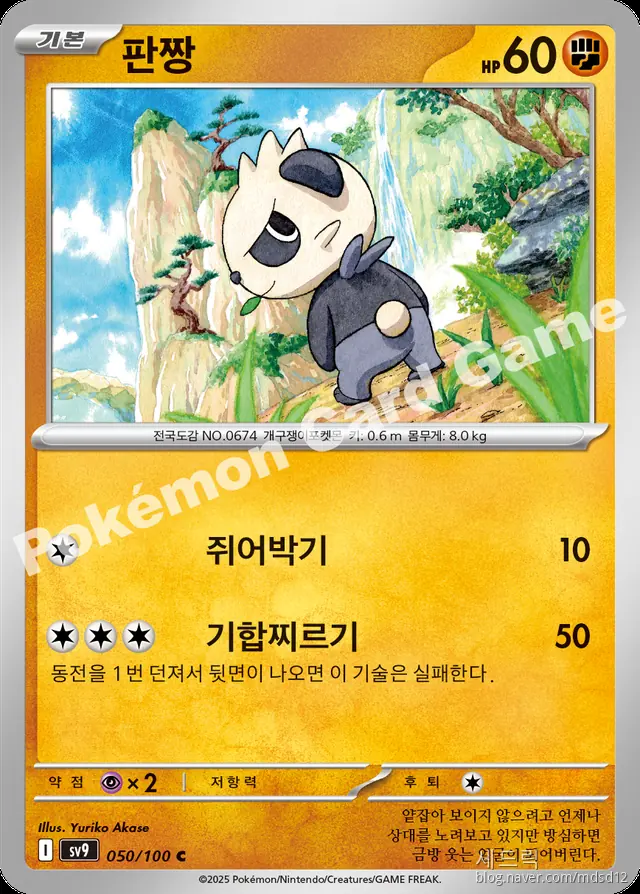 기본
판짱
HP 60
전국도감 NO.0674 개구쟁이포켓몬 키: 0.6 m 몸무게: 8.0 kg
Pokémon Card Game
쥐어박기 10
기합찌르기 50
동전을 1번 던져서 뒷면이 나오면 이 기술은 실패한다.
약점 ×2 저항력 후퇴
Illus. Yuriko Akase
I sv9 050/100 C
얕잡아 보이지 않으려고 언제나
상대를 노려보고 있지만 방심하면
금방 웃는 얼굴이 되어버린다.
세드릭
blog.naver.com/mdsd12
©2025 Pokémon/Nintendo/Creatures/GAME FREAK.